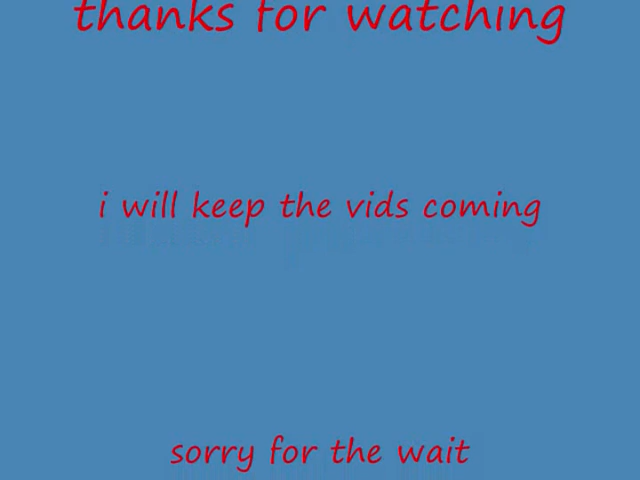 thanks for watching
i will keep the vids coming
sorry for the wait